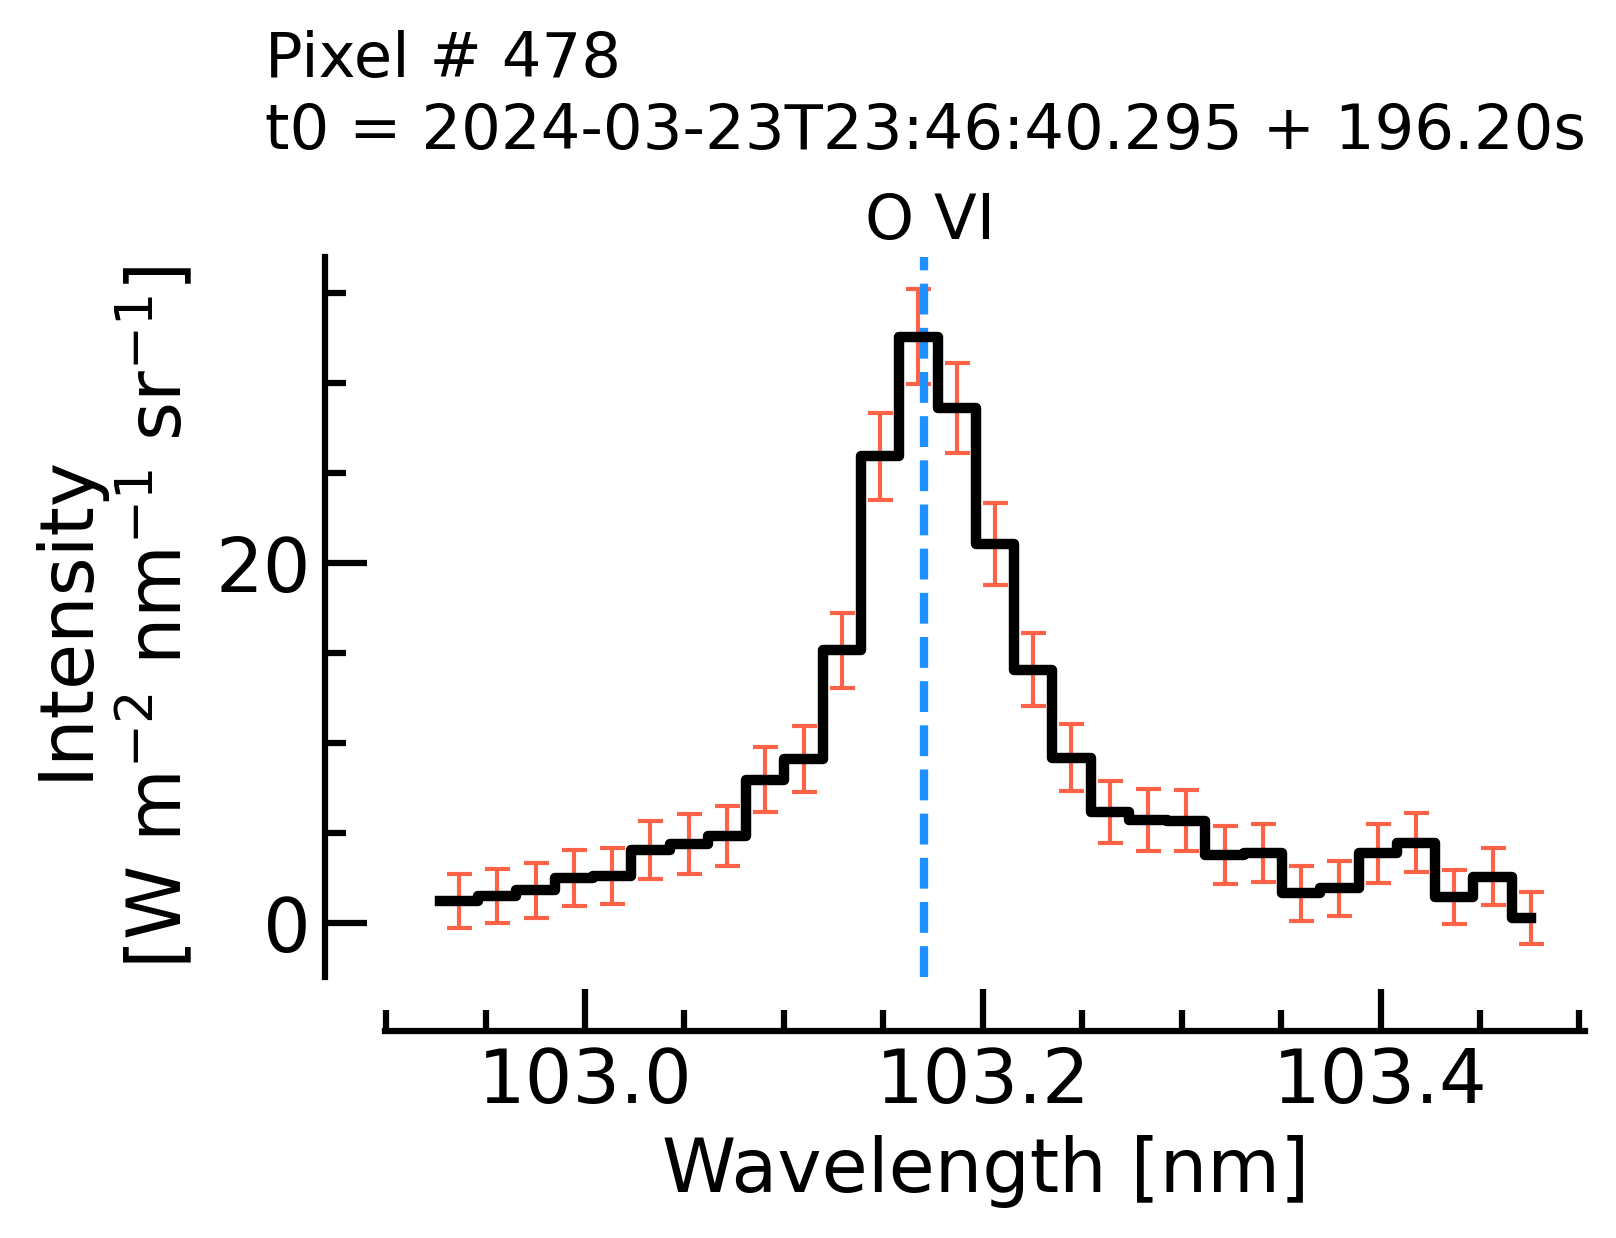 Pixel # 478
t0 = 2024-03-23T23:46:40.295 + 196.20s
O VI
Intensity
[W m⁻² nm⁻¹ sr⁻¹]
20
0
103.0 103.2 103.4
Wavelength [nm]